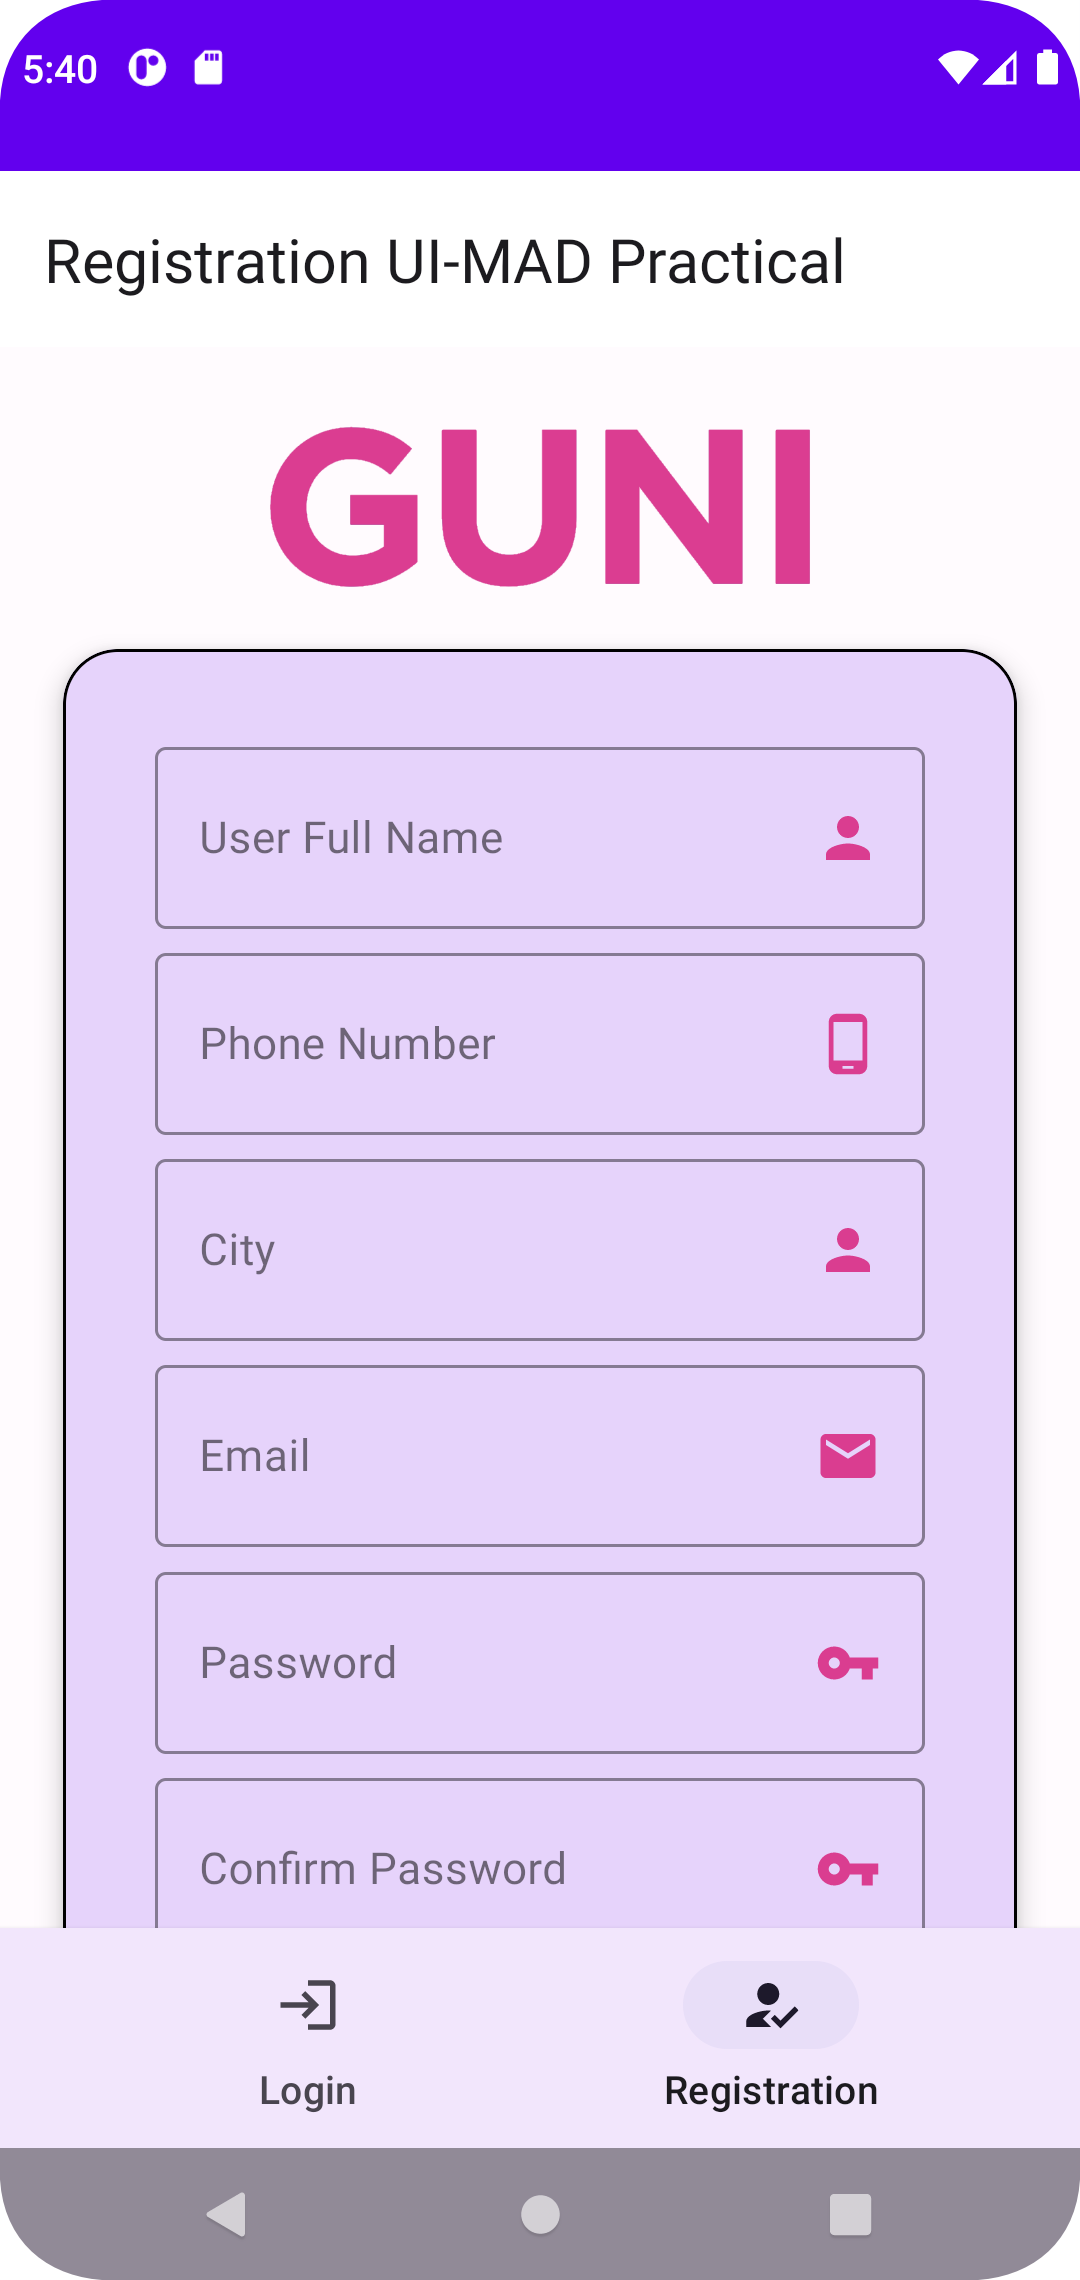 5:40
Registration UI-MAD Practical
GUNI
User Full Name
Phone Number
City
Email
Password
Confirm Password
Login
Registration